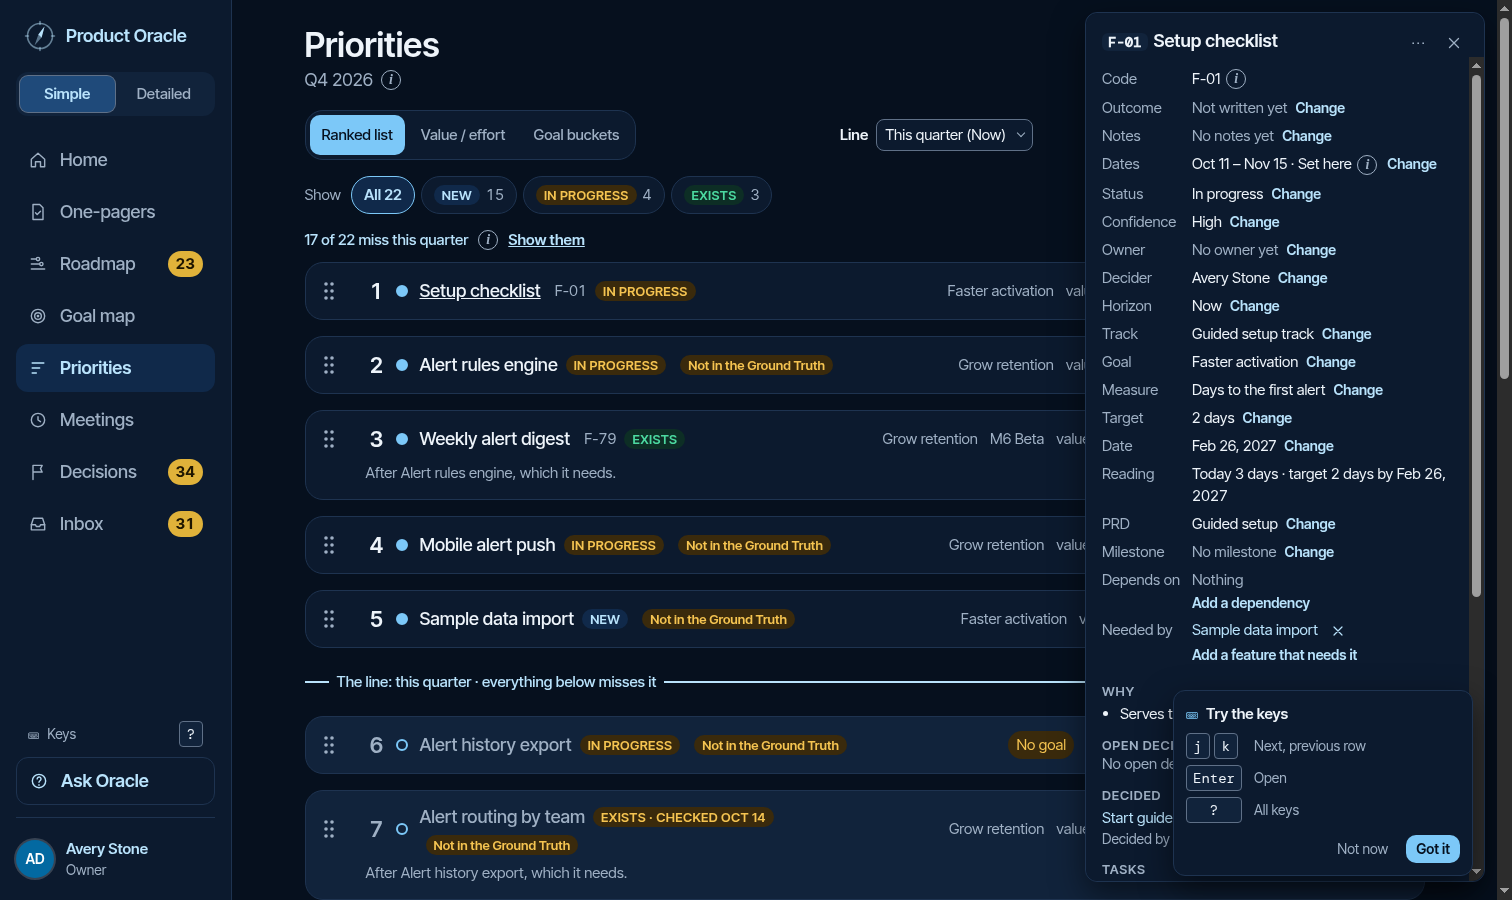 Product Oracle
Simple
Detailed
Home
One-pagers
Roadmap
23
Goal map
Priorities
Meetings
Decisions
34
Inbox
31
Keys
?
Ask Oracle
AD
Avery Stone
Owner
Priorities
Q4 2026 i
Ranked list
Value / effort
Goal buckets
Line
This quarter (Now)
Show
All 22
NEW 15
IN PROGRESS 4
EXISTS 3
17 of 22 miss this quarter i Show them
1 Setup checklist F-01 IN PROGRESS Faster activation
2 Alert rules engine IN PROGRESS Not in the Ground Truth Grow retention
3 Weekly alert digest F-79 EXISTS Grow retention M6 Beta value
After Alert rules engine, which it needs.
4 Mobile alert push IN PROGRESS Not in the Ground Truth Grow retention value
5 Sample data import NEW Not in the Ground Truth Faster activation
The line: this quarter · everything below misses it
6 Alert history export IN PROGRESS Not in the Ground Truth No goal
7 Alert routing by team EXISTS · CHECKED OCT 14 Grow retention value
Not in the Ground Truth
After Alert history export, which it needs.
F-01 Setup checklist
Code F-01 i
Outcome Not written yet Change
Notes No notes yet Change
Dates Oct 11 – Nov 15 · Set here i Change
Status In progress Change
Confidence High Change
Owner No owner yet Change
Decider Avery Stone Change
Horizon Now Change
Track Guided setup track Change
Goal Faster activation Change
Measure Days to the first alert Change
Target 2 days Change
Date Feb 26, 2027 Change
Reading Today 3 days · target 2 days by Feb 26,
2027
PRD Guided setup Change
Milestone No milestone Change
Depends on Nothing
Add a dependency
Needed by Sample data import
Add a feature that needs it
WHY
Serves
OPEN
No open
DECIDED
Start guide
Decided by
TASKS
Try the keys
j k Next, previous row
Enter Open
? All keys
Not now
Got it